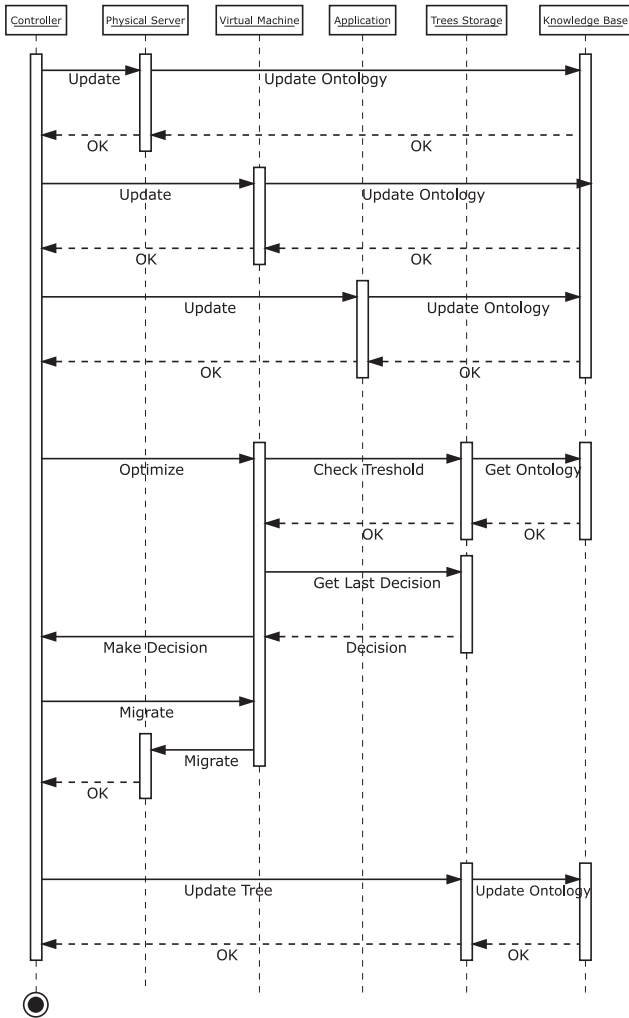 Controller
Physical Server
Virtual Machine
Application
Trees Storage
Knowledge Base
Update
Update Ontology
OK
OK
Update
Update Ontology
OK
OK
Update
Update Ontology
OK
OK
Optimize
Check Treshold
Get Ontology
OK
OK
Get Last Decision
Make Decision
Decision
Migrate
Migrate
OK
Update Tree
Update Ontology
OK
OK